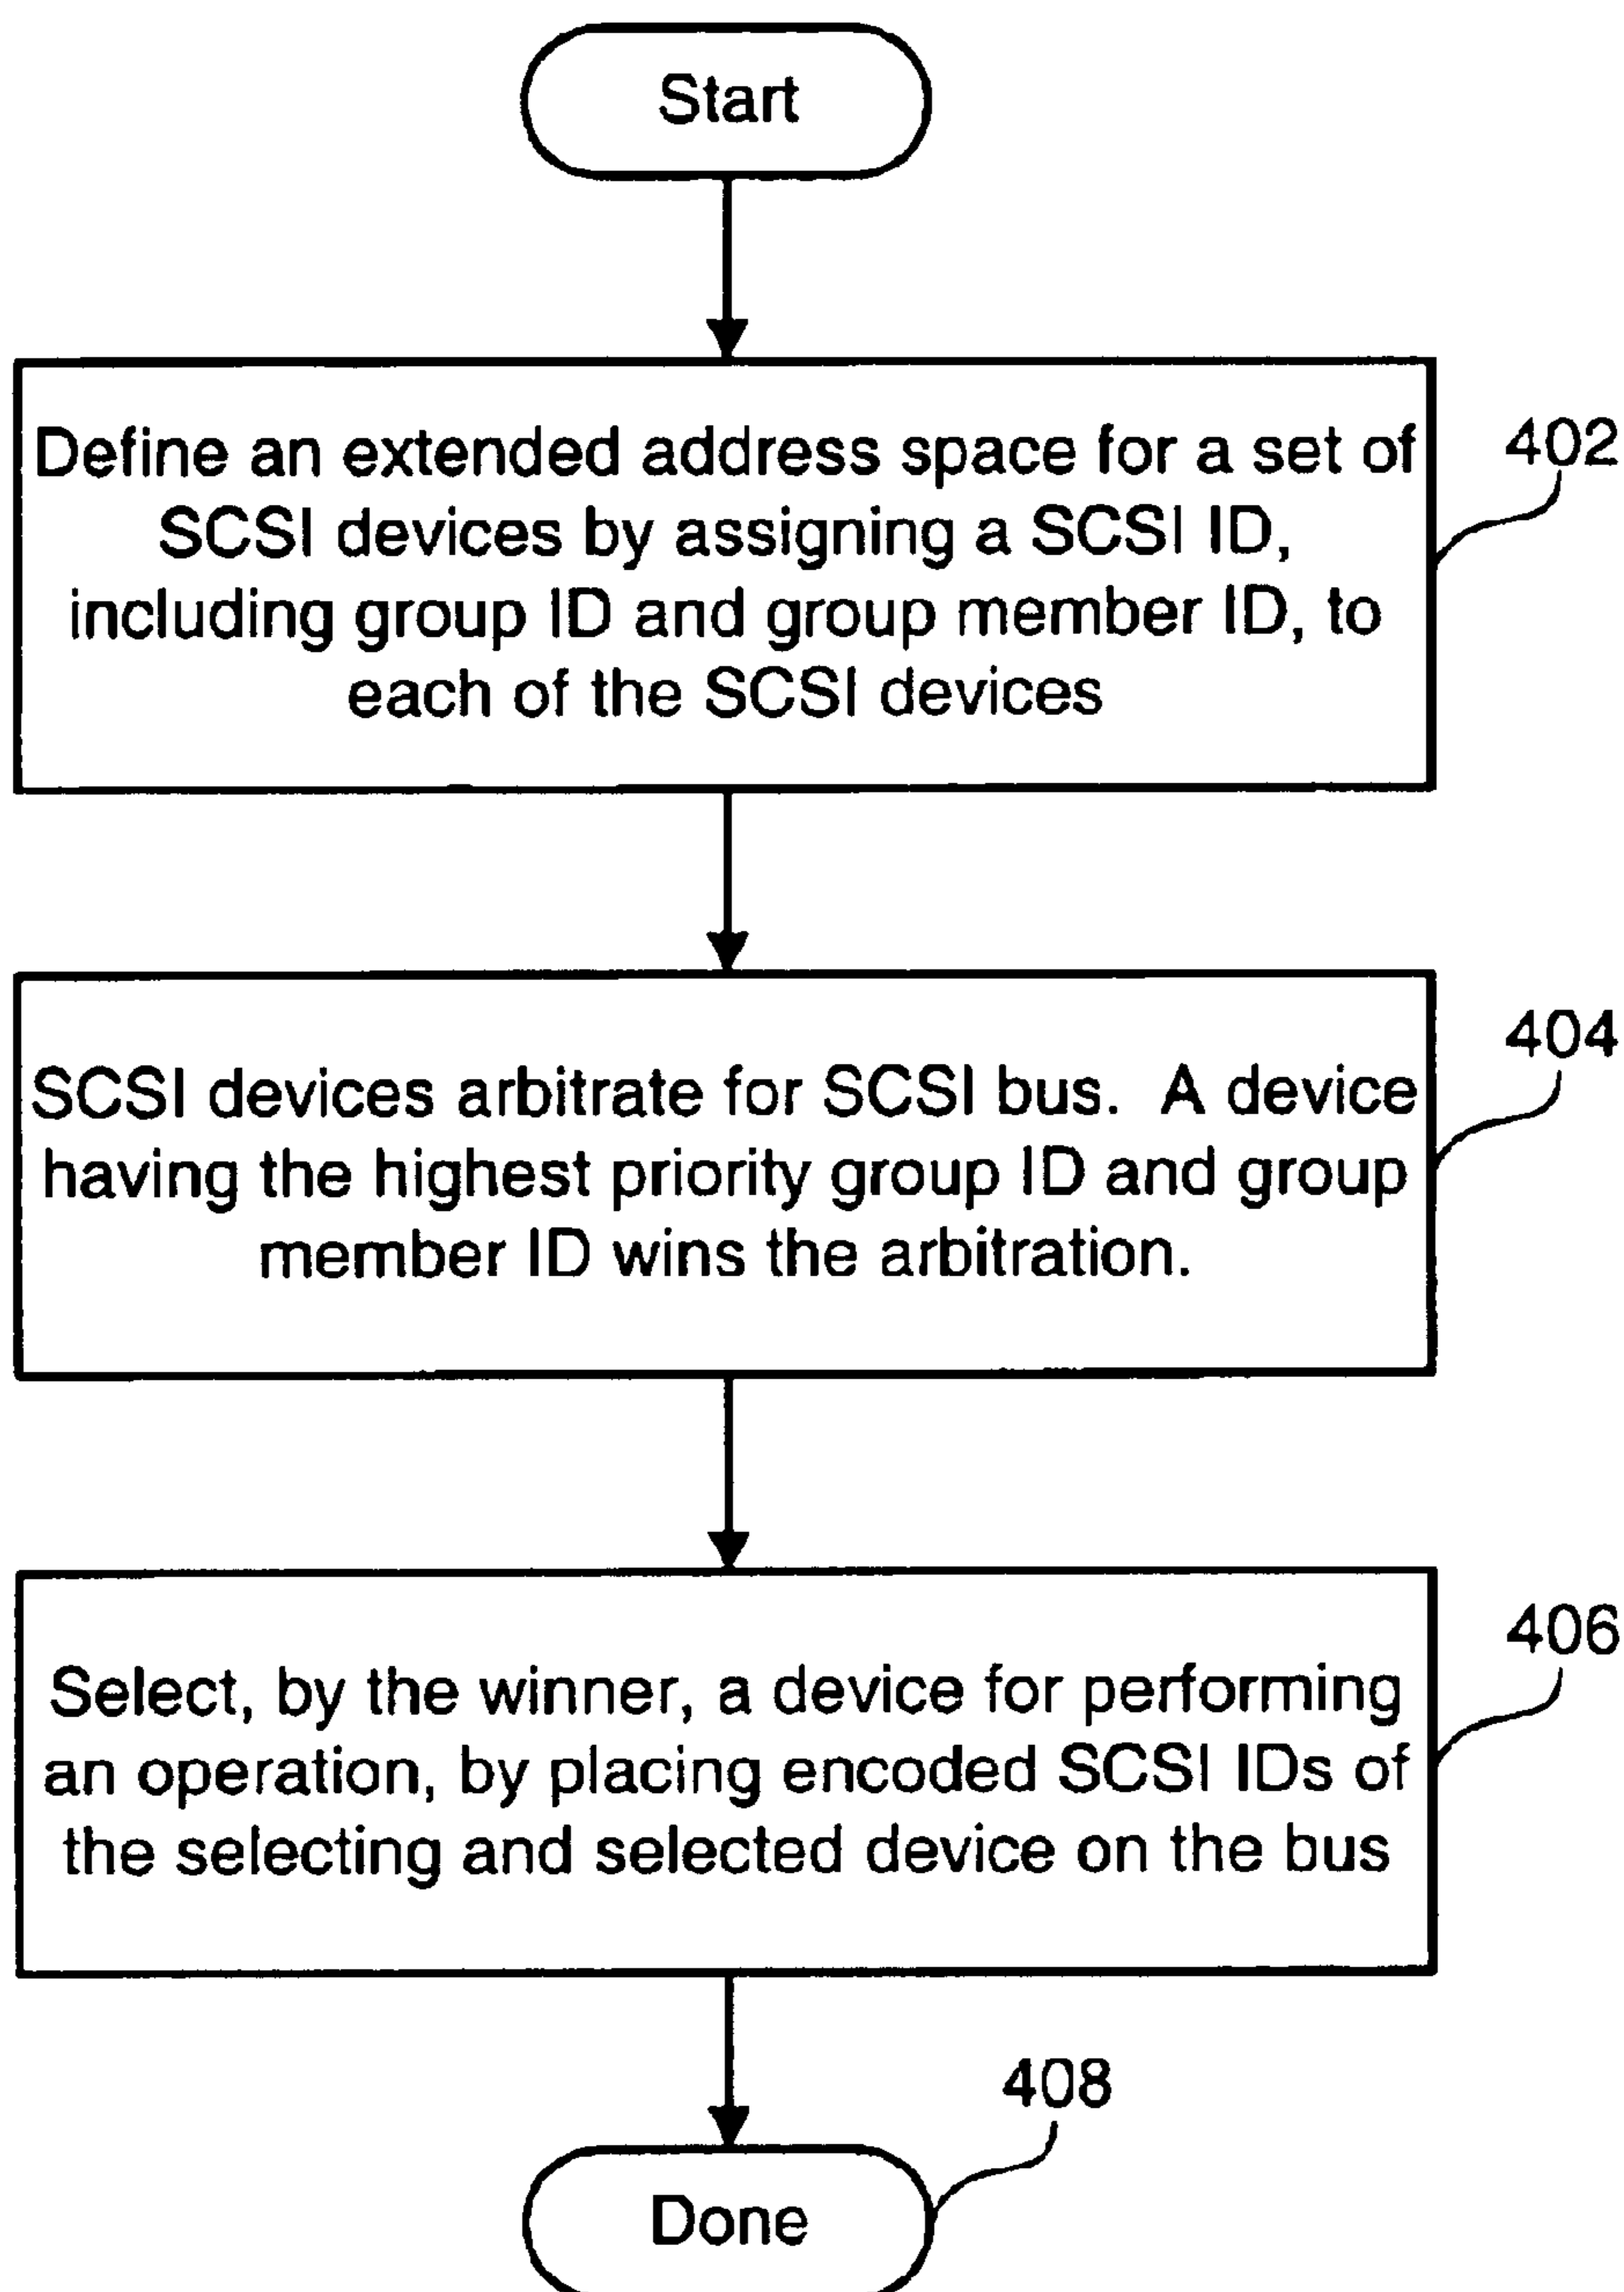 Start
Define an extended address space for a set of
SCSI devices by assigning a SCSI ID,
including group ID and group member ID, to
each of the SCSI devices
402
SCSI devices arbitrate for SCSI bus. A device
having the highest priority group ID and group
member ID wins the arbitration.
404
Select, by the winner, a device for performing
an operation, by placing encoded SCSI IDs of
the selecting and selected device on the bus
406
408
Done